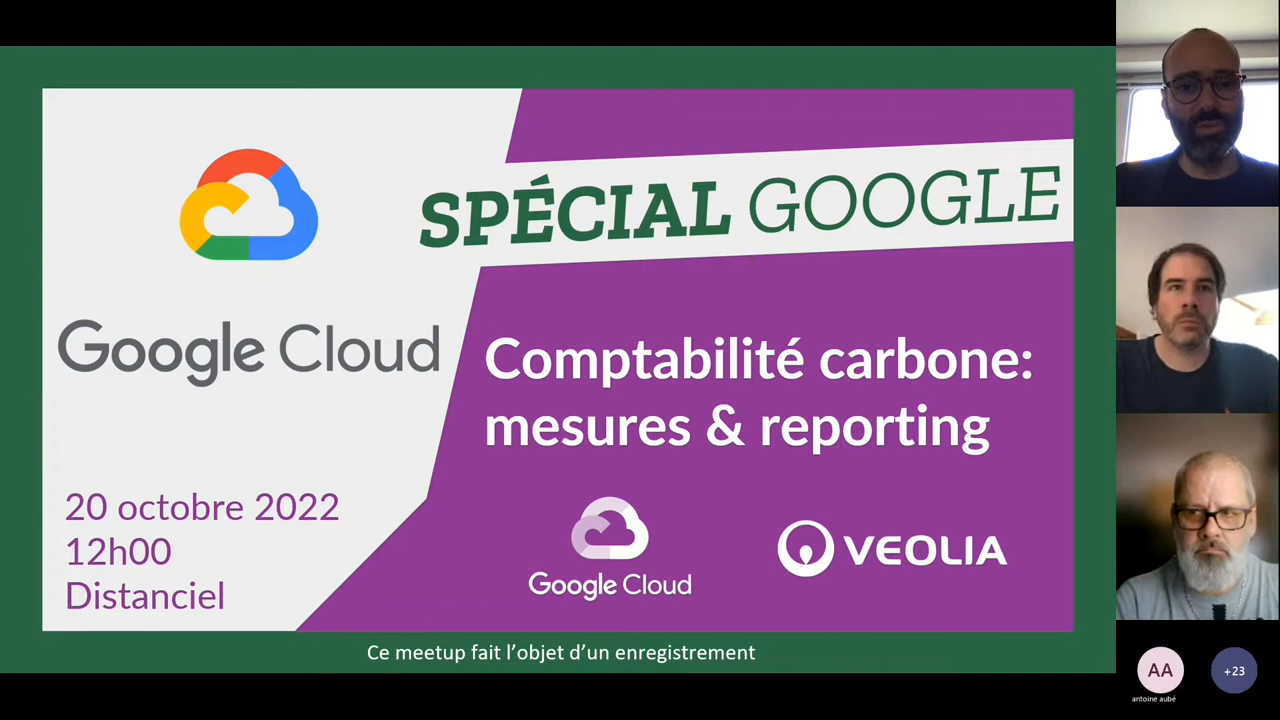 SPÉCIAL GOOGLE
Google Cloud
Comptabilité carbone:
mesures & reporting
20 octobre 2022
12h00
Distanciel
Google Cloud
VEOLIA
Ce meetup fait l'objet d'un enregistrement
AA
+23
antoine aubé